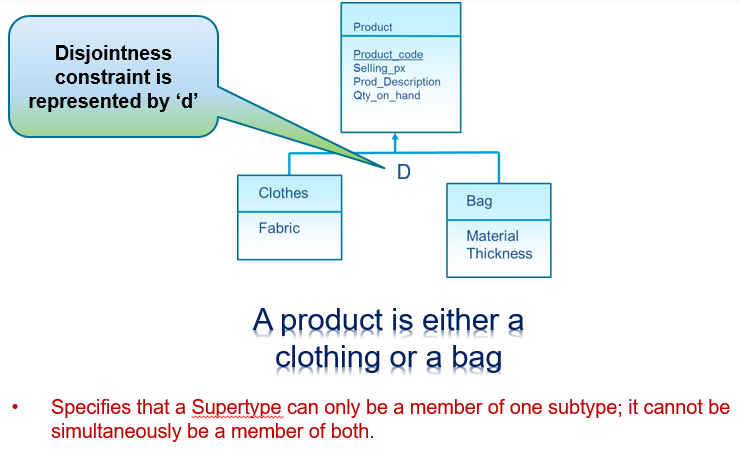 Disjointness
constraint is
represented by ‘d’
Product
Product_code
Selling_px
Prod_Description
Qty_on_hand
D
Clothes
Fabric
Bag
Material
Thickness
A product is either a
clothing or a bag
• Specifies that a Supertype can only be a member of one subtype; it cannot be
simultaneously be a member of both.